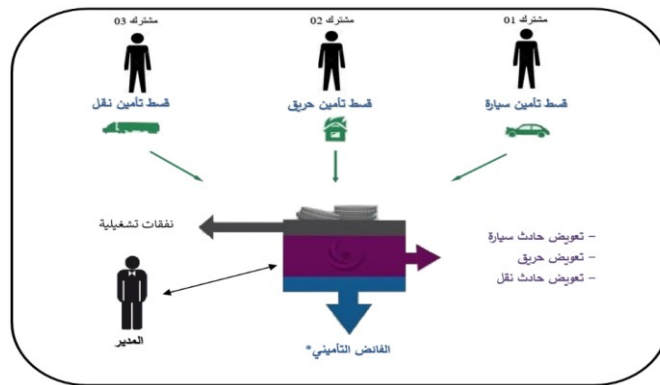 مشترك 01
مشترك 02
مشترك 03
قسط تأمين سيارة
قسط تأمين حريق
قسط تأمين نقل
نفقات تشغيلية
– تعويض حادث سيارة
– تعويض حريق
– تعويض حادث نقل
المدير
الفائض التأميني*